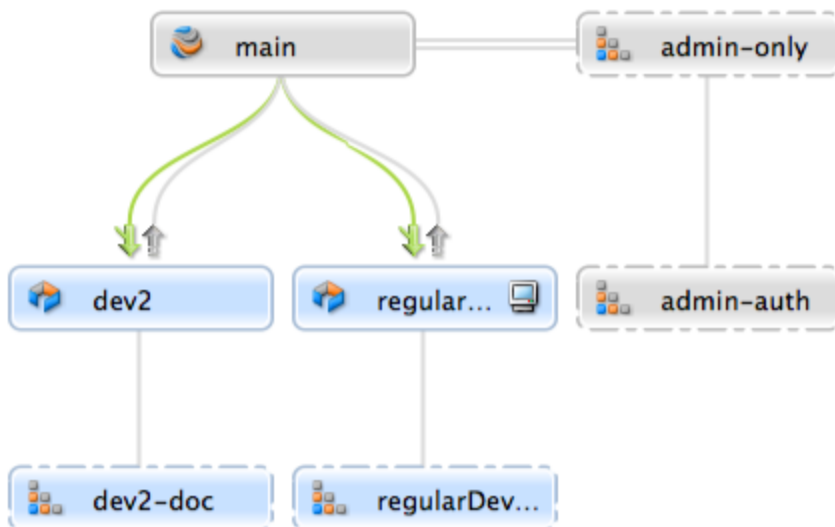 main
admin-only
dev2
regular...
admin-auth
dev2-doc
regularDev...